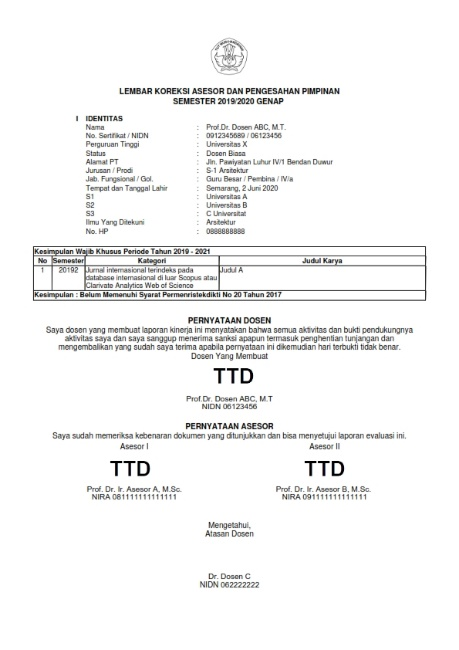 LEMBAR KOREKSI ASESOR DAN PENGESAHAN PIMPINAN
SEMESTER 2019/2020 GENAP
I IDENTITAS
Nama : Prof.Dr. Dosen ABC, M.T.
No. Sertifikat / NIDN : 0912345689 / 06123456
Perguruan Tinggi : Universitas X
Status : Dosen Biasa
Alamat PT : Jln. Pawiyatan Luhur IV/1 Bendan Duwur
Jurusan / Prodi : S-1 Arsitektur
Jab. Fungsional / Gol. : Guru Besar / Pembina / IV/a
Tempat dan Tanggal Lahir : Semarang, 2 Juni 2020
S1 : Universitas A
S2 : Universitas B
S3 : C Universitat
Ilmu Yang Ditekuni : Arsitektur
No. HP : 0888888888
Kesimpulan Wajib Khusus Periode Tahun 2019 - 2021
No Semester Kategori Judul Karya
1 20192 Jurnal internasional terindeks pada Judul A
database internasional di luar Scopus atau
Clarivate Analytics Web of Science
Kesimpulan : Belum Memenuhi Syarat Permenristekdikti No 20 Tahun 2017
PERNYATAAN DOSEN
Saya dosen yang membuat laporan kinerja ini menyatakan bahwa semua aktivitas dan bukti pendukungnya
aktivitas saya dan saya sanggup menerima sanksi apapun termasuk penghentian tunjangan dan
mengembalikan yang sudah saya terima apabila pernyataan ini dikemudian hari terbukti tidak benar.
Dosen Yang Membuat
TTD
Prof.Dr. Dosen ABC, M.T
NIDN 06123456
PERNYATAAN ASESOR
Saya sudah memeriksa kebenaran dokumen yang ditunjukkan dan bisa menyetujui laporan evaluasi ini.
Asesor I Asesor II
TTD TTD
Prof. Dr. Ir. Asesor A, M.Sc. Prof. Dr. Ir. Asesor B, M.Sc.
NIRA 081111111111111 NIRA 091111111111111
Mengetahui,
Atasan Dosen
Dr. Dosen C
NIDN 062222222